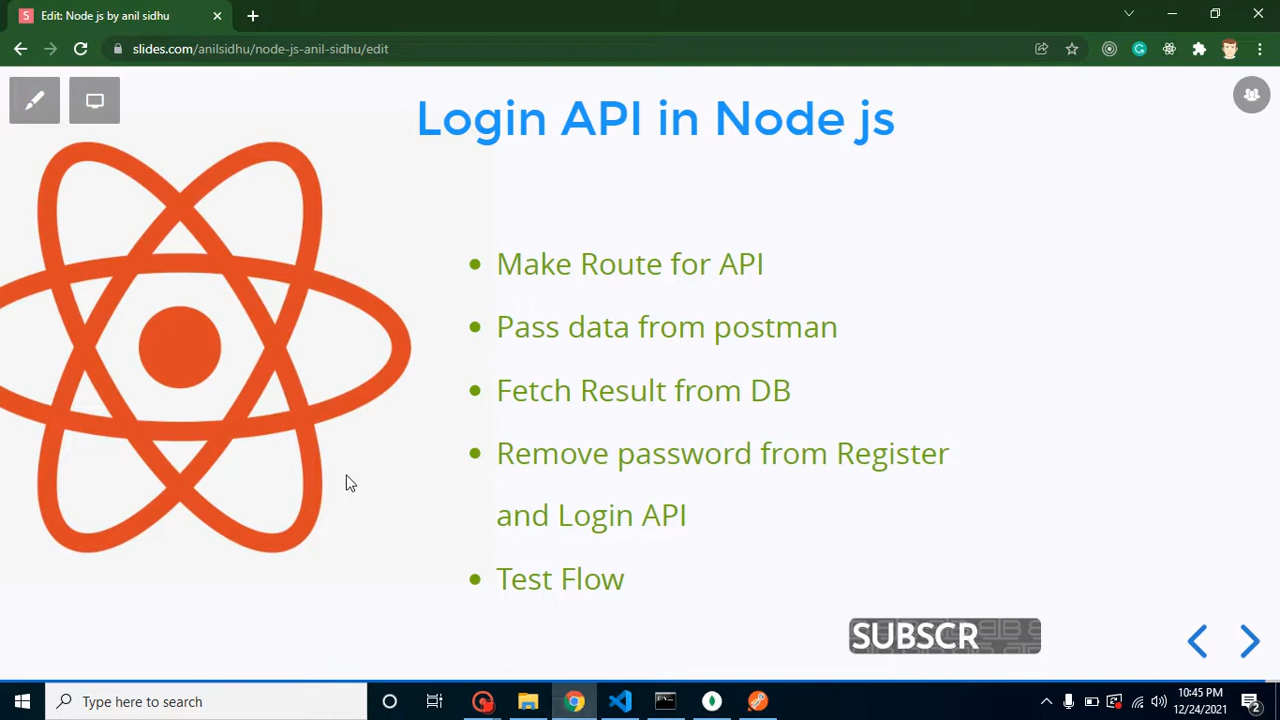 Edit: Node js by anil sidhu
slides.com/anilsidhu/node-js-anil-sidhu/edit
Login API in Node js
Make Route for API
Pass data from postman
Fetch Result from DB
Remove password from Register
and Login API
Test Flow
SUBSCR
Type here to search
10:45 PM
12/24/2021
2